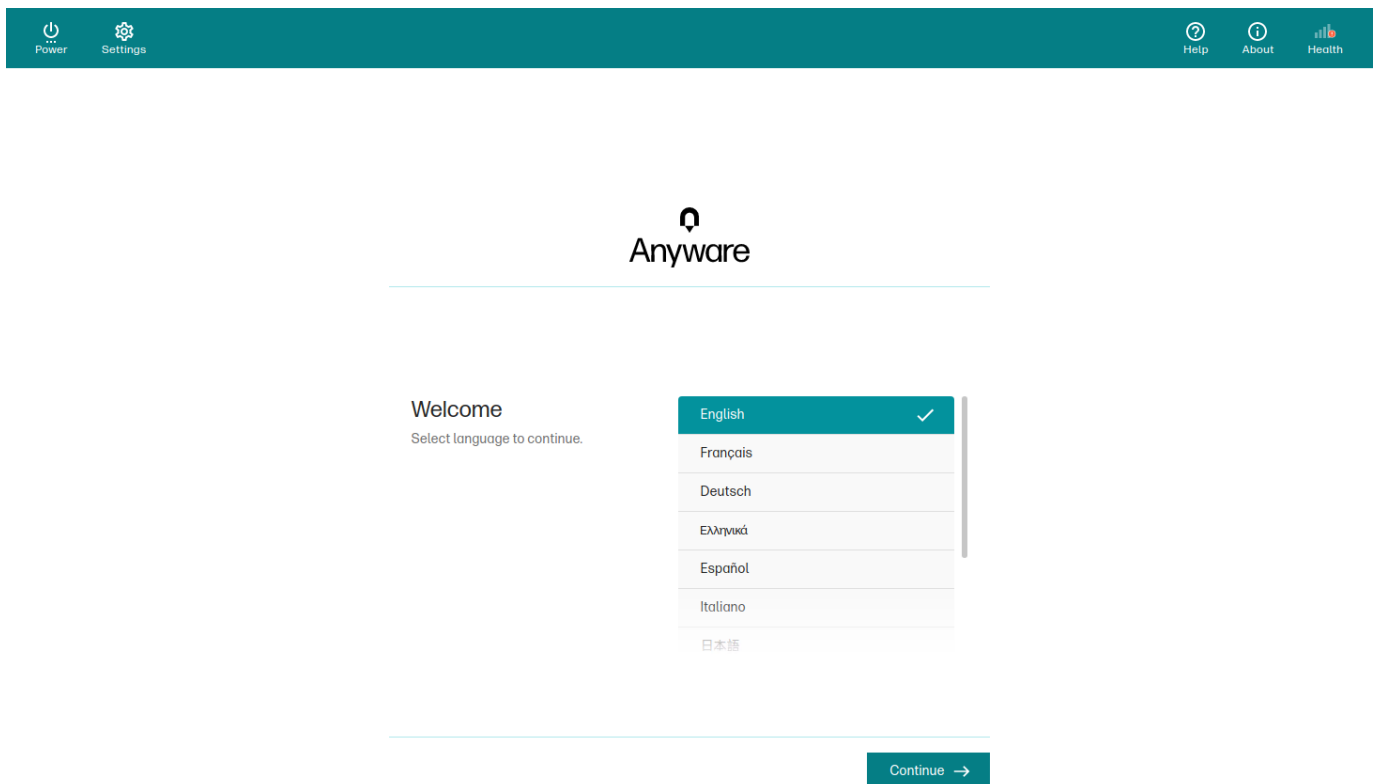 Power Settings Help About Health
Anyware
Welcome
Select language to continue.
English
Français
Deutsch
Ελληνικά
Español
Italiano
日本語
Continue